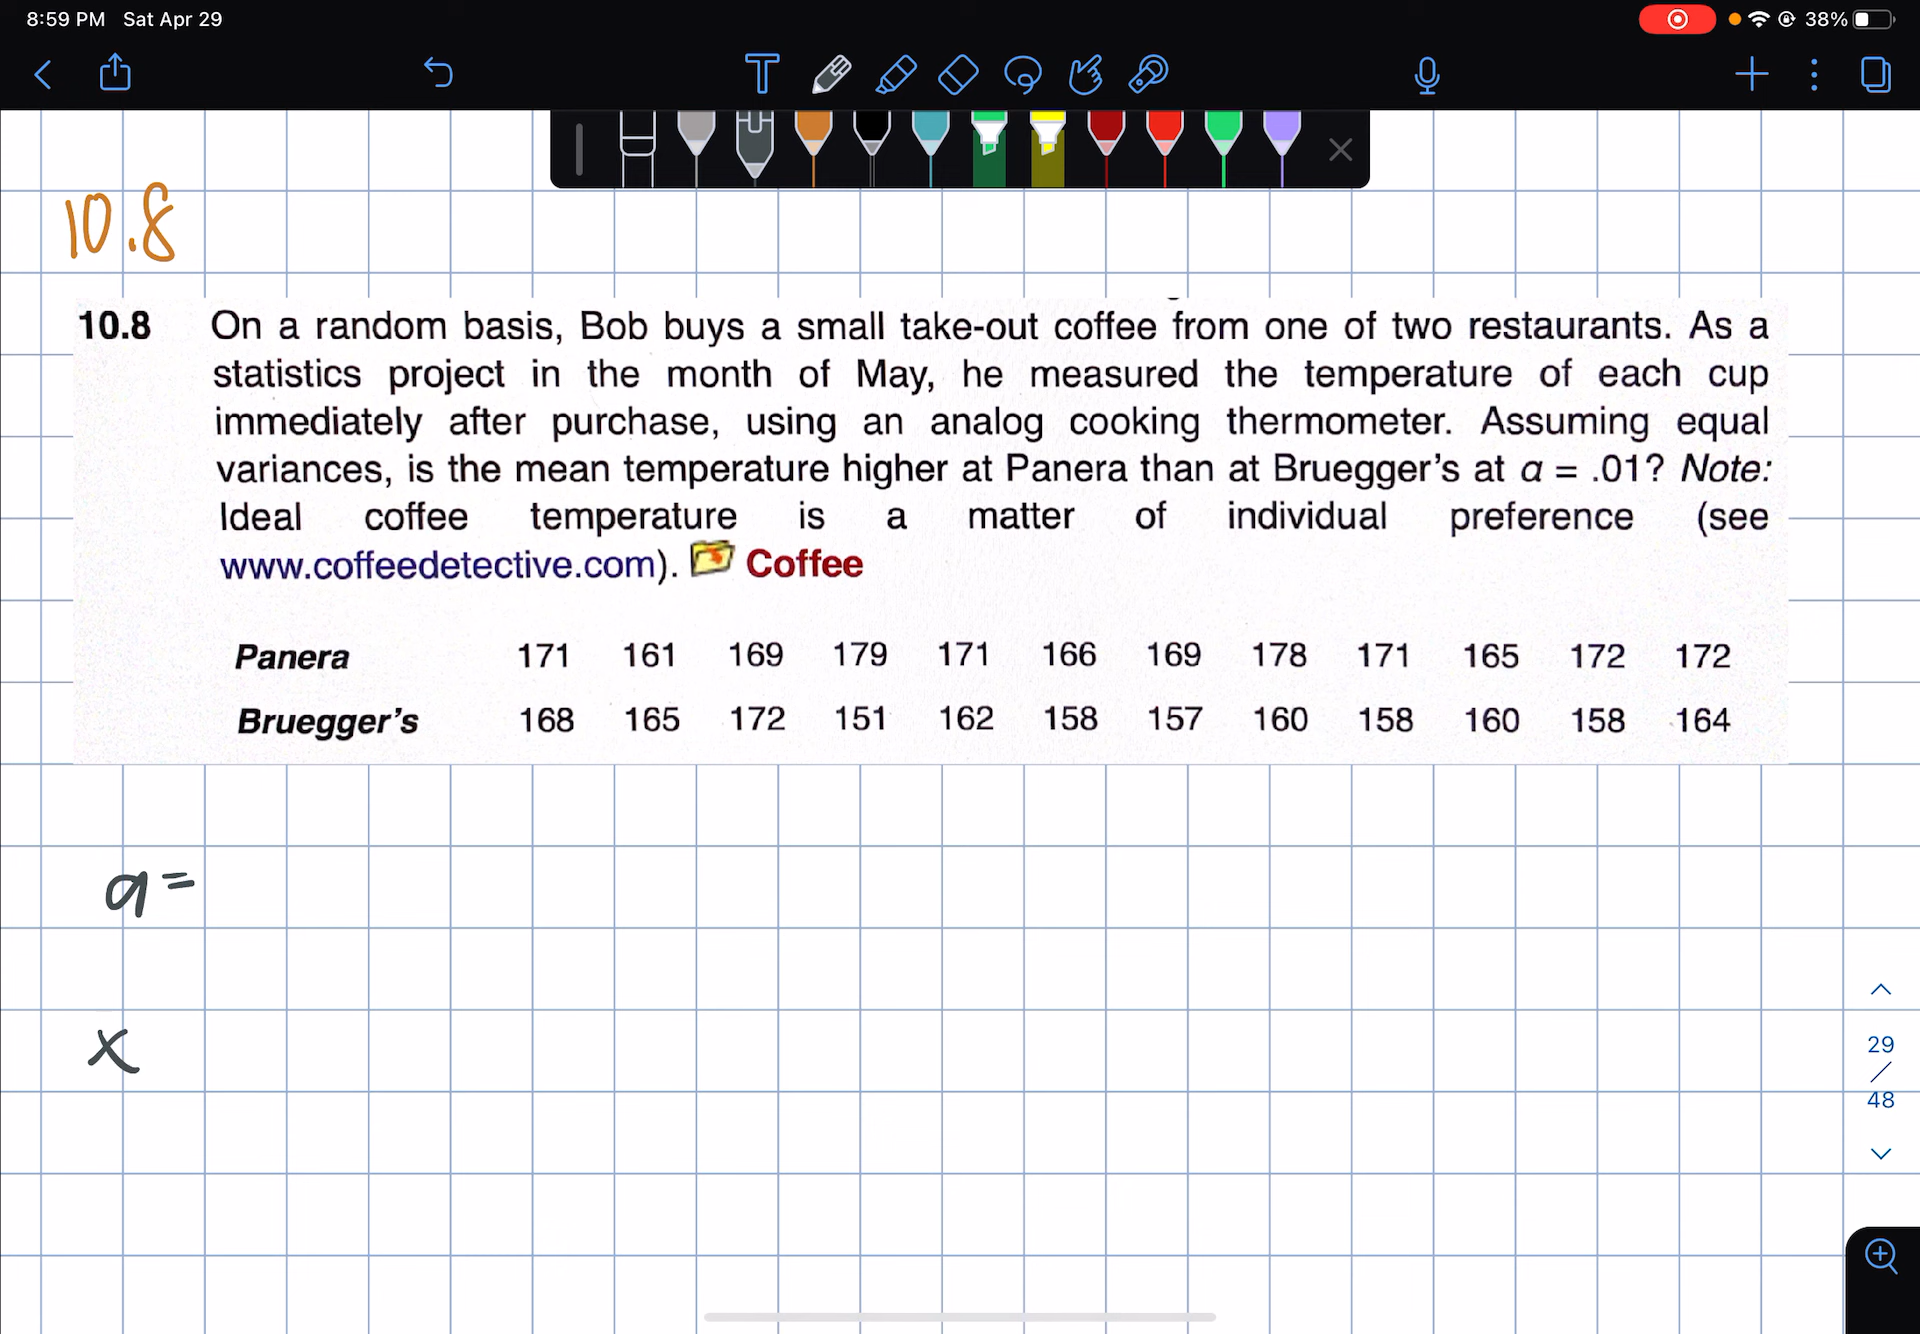 8:59 PM Sat Apr 29
38%
T
10.8
10.8 On a random basis, Bob buys a small take-out coffee from one of two restaurants. As a
statistics project in the month of May, he measured the temperature of each cup
immediately after purchase, using an analog cooking thermometer. Assuming equal
variances, is the mean temperature higher at Panera than at Bruegger's at α = .01? Note:
Ideal coffee temperature is a matter of individual preference (see
www.coffeedetective.com). Coffee
Panera 171 161 169 179 171 166 169 178 171 165 172 172
Bruegger's 168 165 172 151 162 158 157 160 158 160 158 164
a =
x
29
/
48